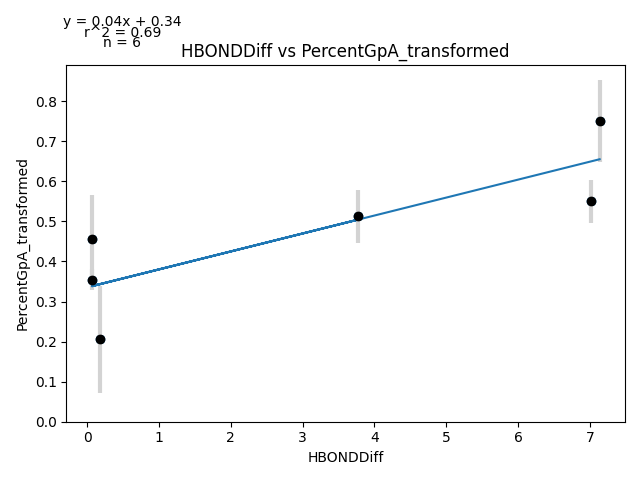 y = 0.04x + 0.34
r^2 = 0.69
n = 6
HBONDDiff vs PercentGpA_transformed
PercentGpA_transformed
0.8
0.7
0.6
0.5
0.4
0.3
0.2
0.1
0.0
0 1 2 3 4 5 6 7
HBONDDiff